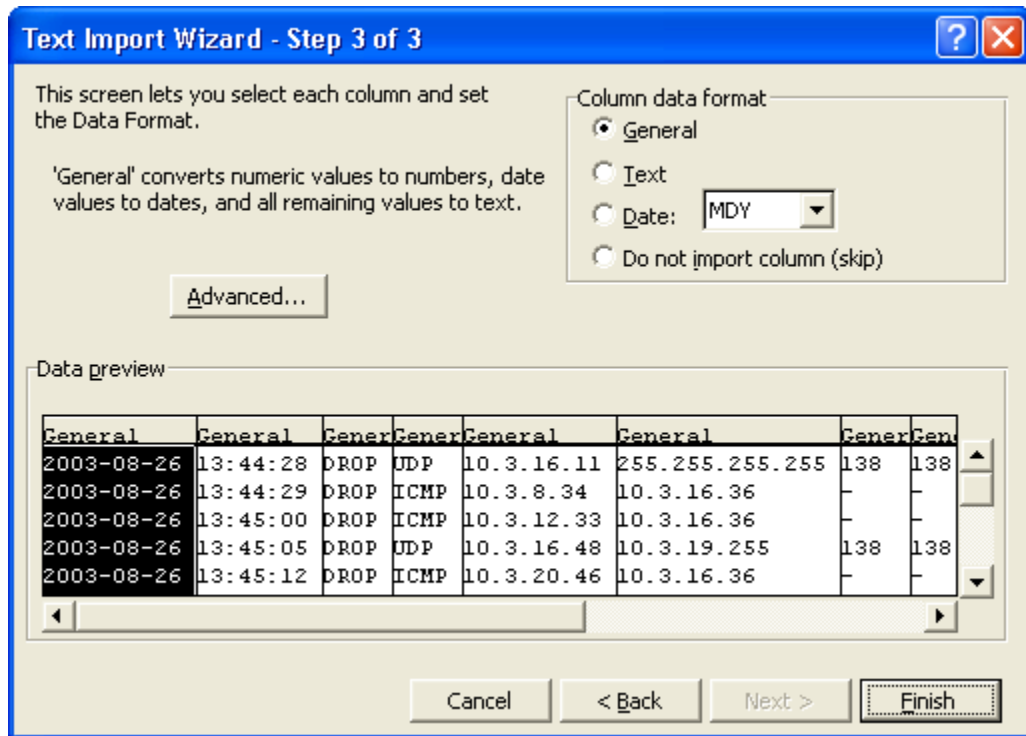 Text Import Wizard - Step 3 of 3
This screen lets you select each column and set
the Data Format.
'General' converts numeric values to numbers, date
values to dates, and all remaining values to text.
Advanced...
Column data format
General
Text
Date: MDY
Do not import column (skip)
Data preview
General General Gener Gener General General Gener Gen
2003-08-26 13:44:28 DROP UDP 10.3.16.11 255.255.255.255 138 138
2003-08-26 13:44:29 DROP ICMP 10.3.8.34 10.3.16.36 - -
2003-08-26 13:45:00 DROP ICMP 10.3.12.33 10.3.16.36 - -
2003-08-26 13:45:05 DROP UDP 10.3.16.48 10.3.19.255 138 138
2003-08-26 13:45:12 DROP ICMP 10.3.20.46 10.3.16.36 - -
Cancel < Back Next > Finish